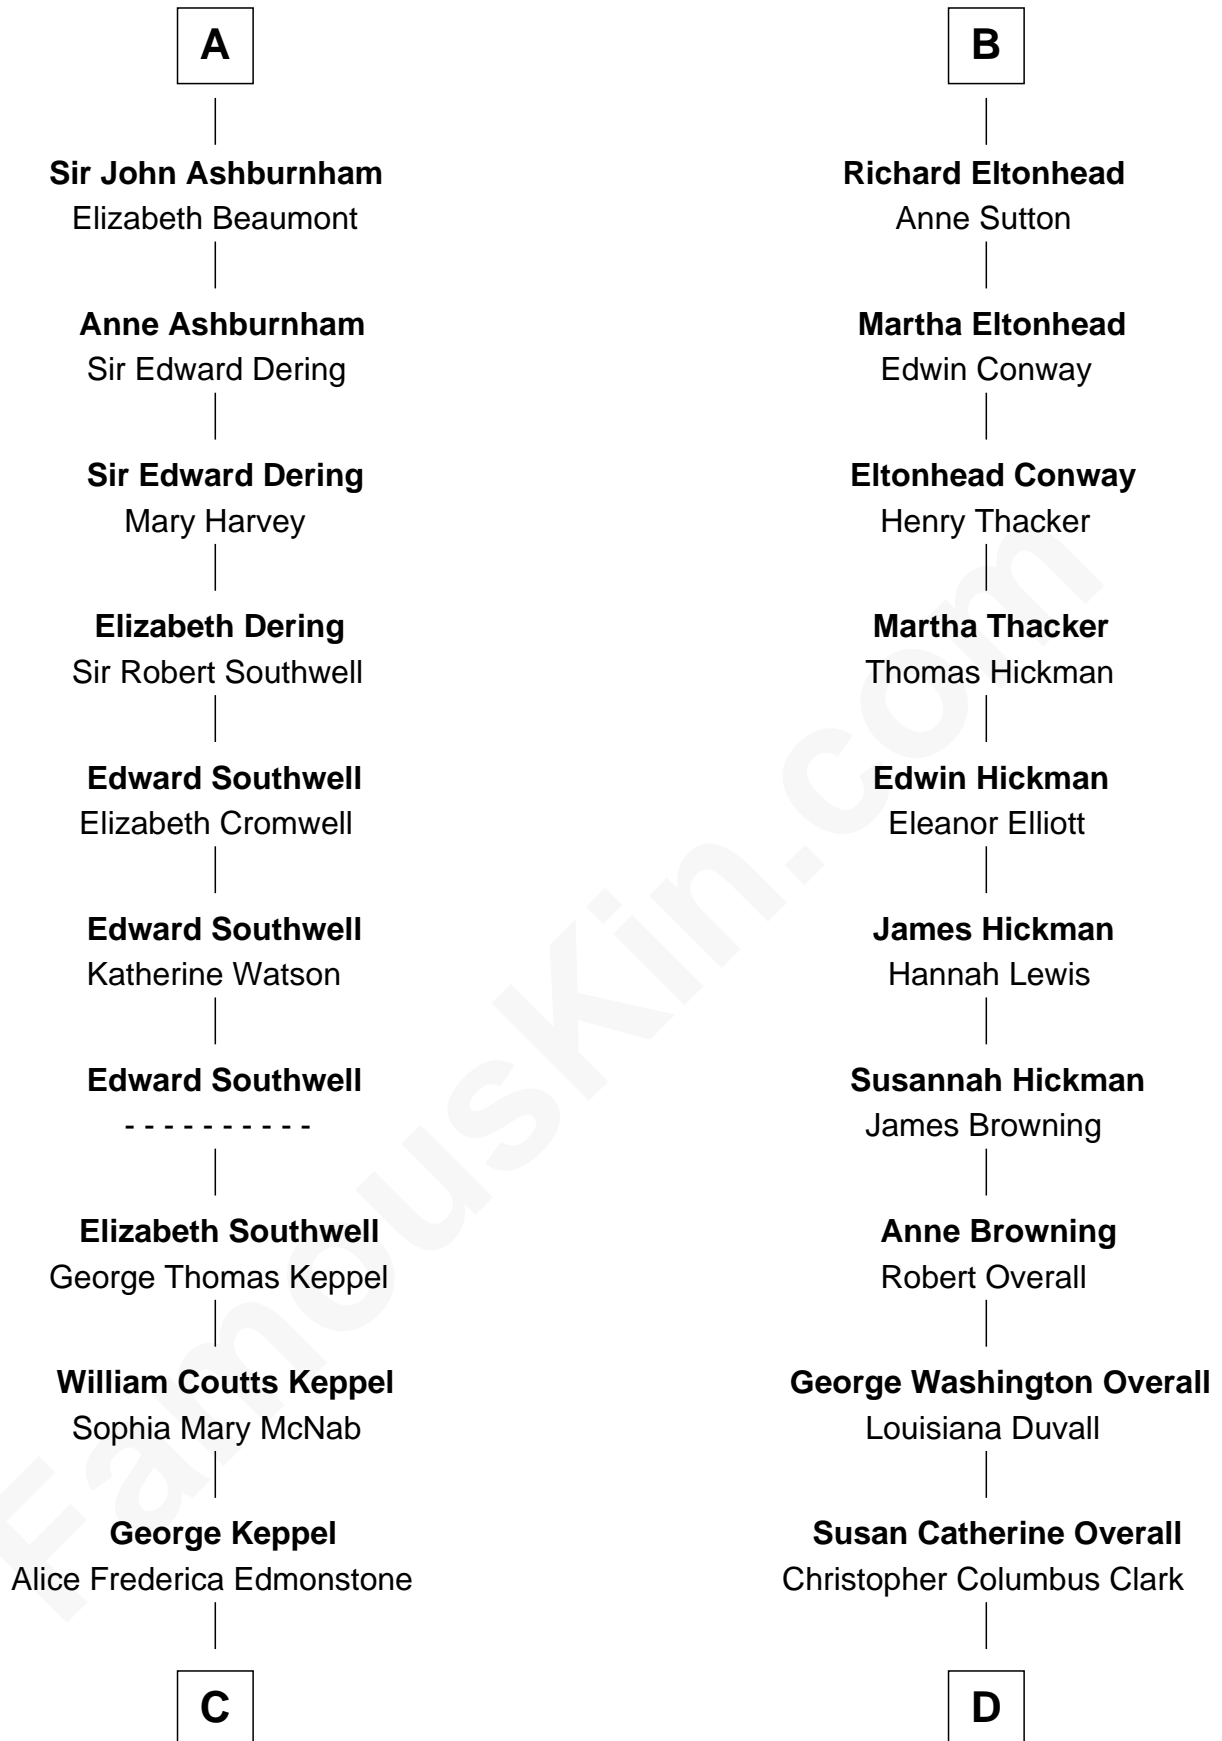 A
Sir John Ashburnham
Elizabeth Beaumont
Anne Ashburnham
Sir Edward Dering
Sir Edward Dering
Mary Harvey
Elizabeth Dering
Sir Robert Southwell
Edward Southwell
Elizabeth Cromwell
Edward Southwell
Katherine Watson
Edward Southwell
- - - - - - - - - -
Elizabeth Southwell
George Thomas Keppel
William Coutts Keppel
Sophia Mary McNab
George Keppel
Alice Frederica Edmonstone
C
B
Richard Eltonhead
Anne Sutton
Martha Eltonhead
Edwin Conway
Eltonhead Conway
Henry Thacker
Martha Thacker
Thomas Hickman
Edwin Hickman
Eleanor Elliott
James Hickman
Hannah Lewis
Susannah Hickman
James Browning
Anne Browning
Robert Overall
George Washington Overall
Louisiana Duvall
Susan Catherine Overall
Christopher Columbus Clark
D
FamousKin.com